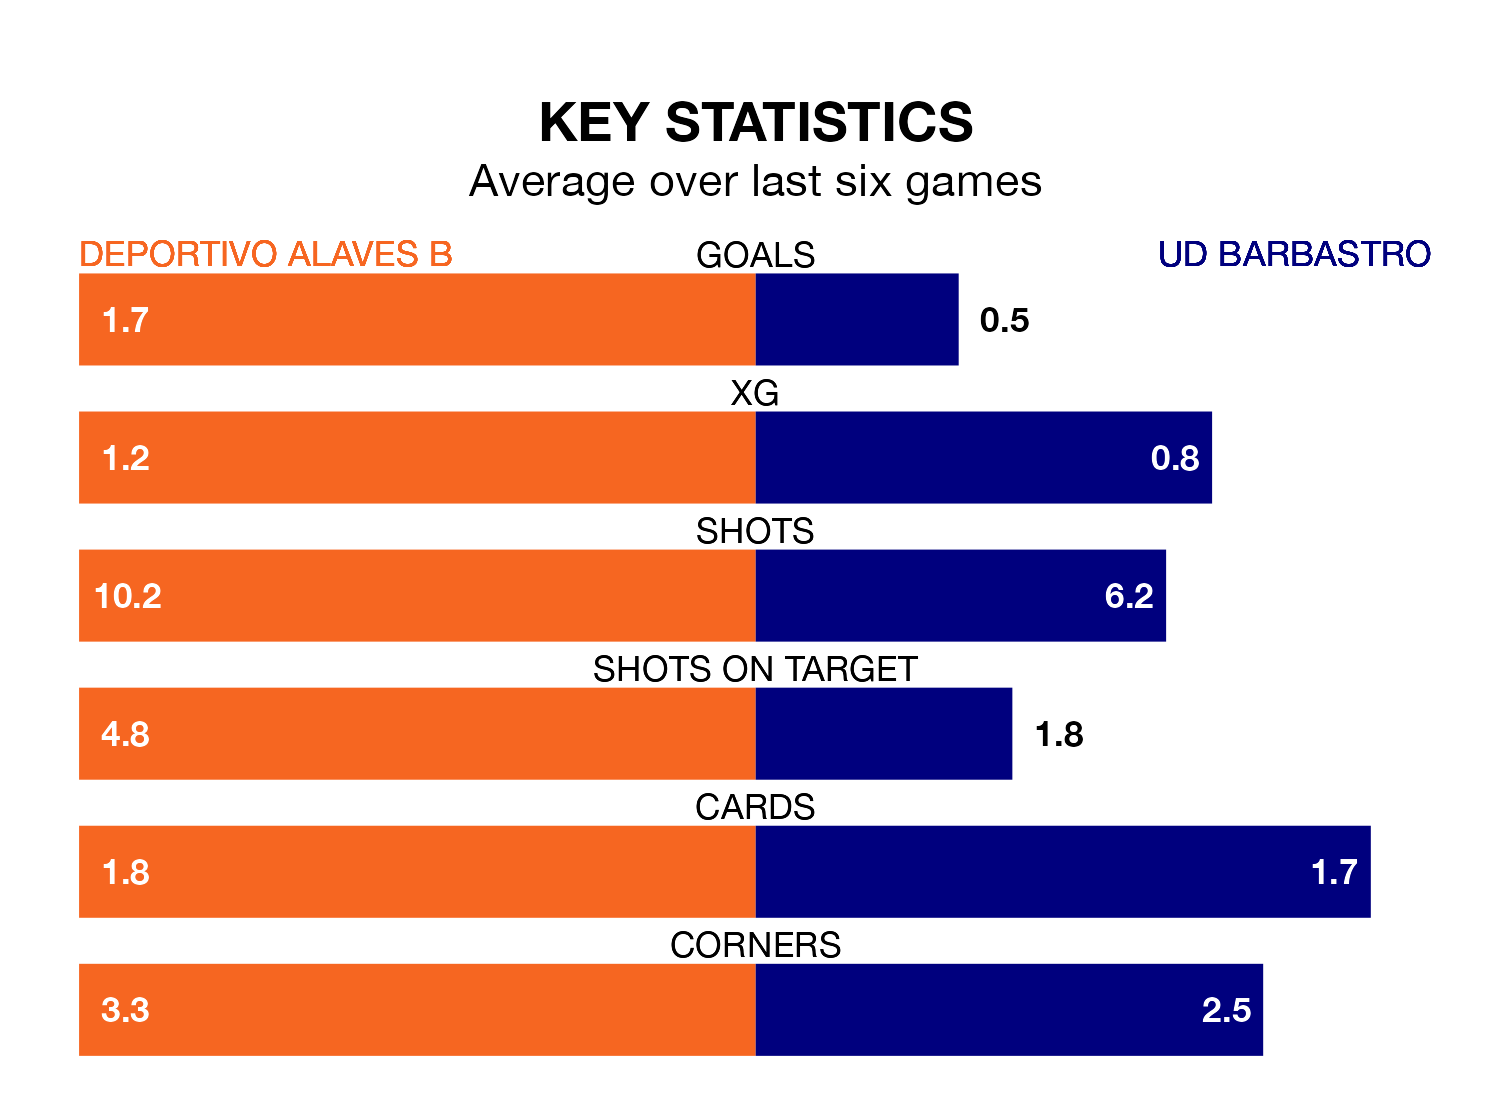 KEY STATISTICS
Average over last six games
DEPORTIVO ALAVES B GOALS UD BARBASTRO
1.7 0.5
XG
1.2 0.8
SHOTS
10.2 6.2
SHOTS ON TARGET
4.8 1.8
CARDS
1.8 1.7
CORNERS
3.3 2.5